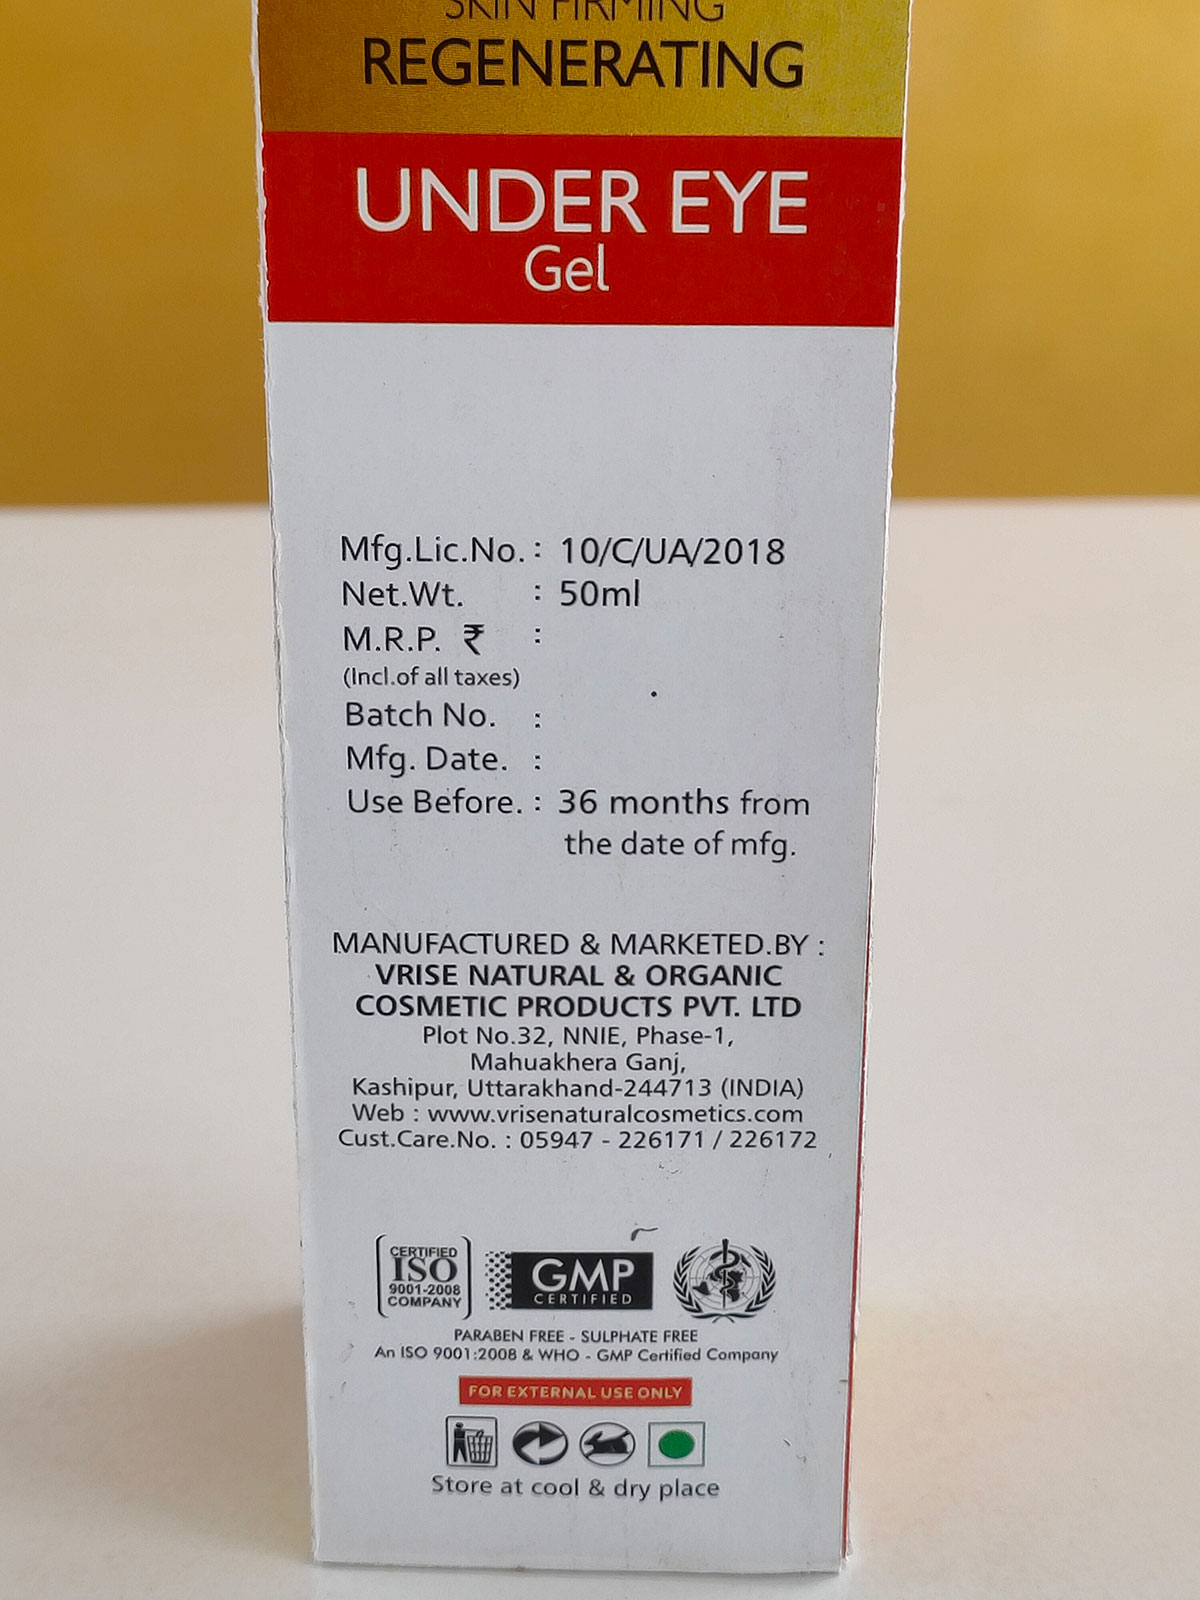 SKIN FIRMING
REGENERATING
UNDER EYE
Gel
Mfg.Lic.No. : 10/C/UA/2018
Net.Wt. : 50ml
M.R.P. ₹ :
(Incl.of all taxes)
Batch No. :
Mfg. Date. :
Use Before. : 36 months from
the date of mfg.
MANUFACTURED & MARKETED.BY :
VRISE NATURAL & ORGANIC
COSMETIC PRODUCTS PVT. LTD
Plot No.32, NNIE, Phase-1,
Mahuakhera Ganj,
Kashipur, Uttarakhand-244713 (INDIA)
Web : www.vrisenaturalcosmetics.com
Cust.Care.No. : 05947 - 226171 / 226172
CERTIFIED
ISO
9001-2008
COMPANY
GMP
CERTIFIED
PARABEN FREE - SULPHATE FREE
An ISO 9001:2008 & WHO - GMP Certified Company
FOR EXTERNAL USE ONLY
Store at cool & dry place